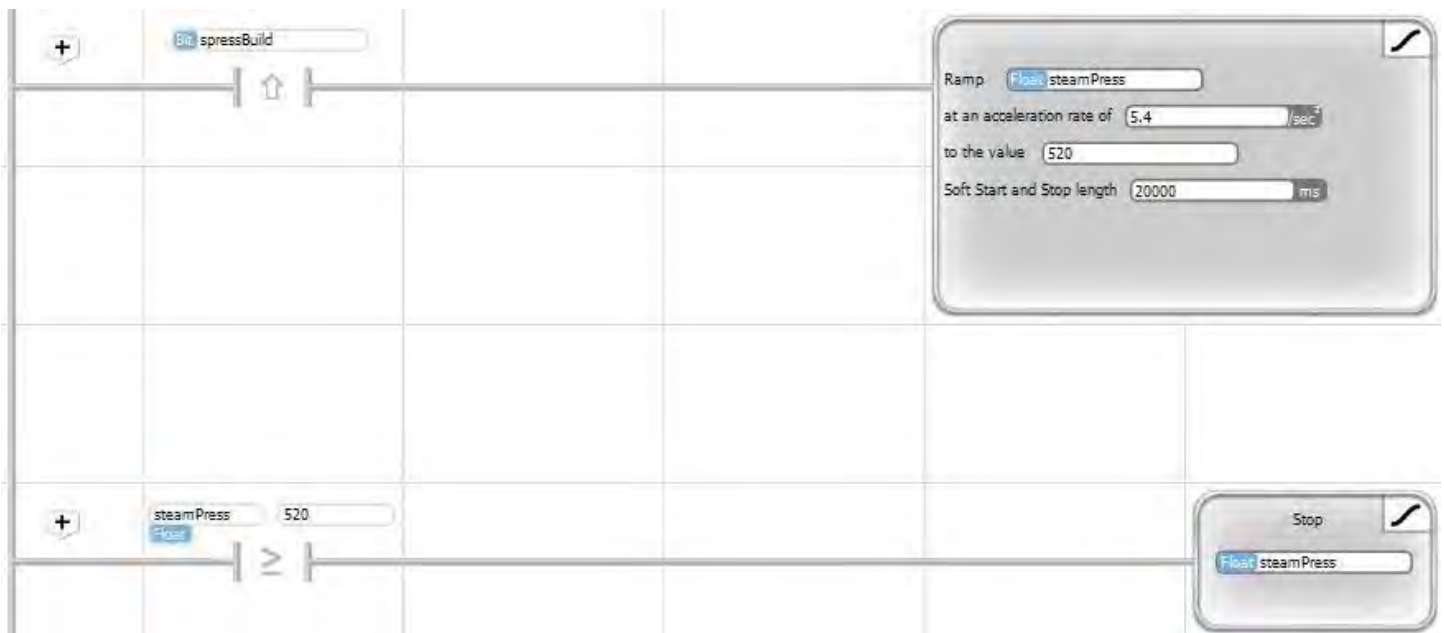 +
Bit spressBuild
⇧
Ramp Float steamPress
at an acceleration rate of 5.4 /sec²
to the value 520
Soft Start and Stop length 20000 ms
+
steamPress 520
Float
≥
Stop
Float steamPress